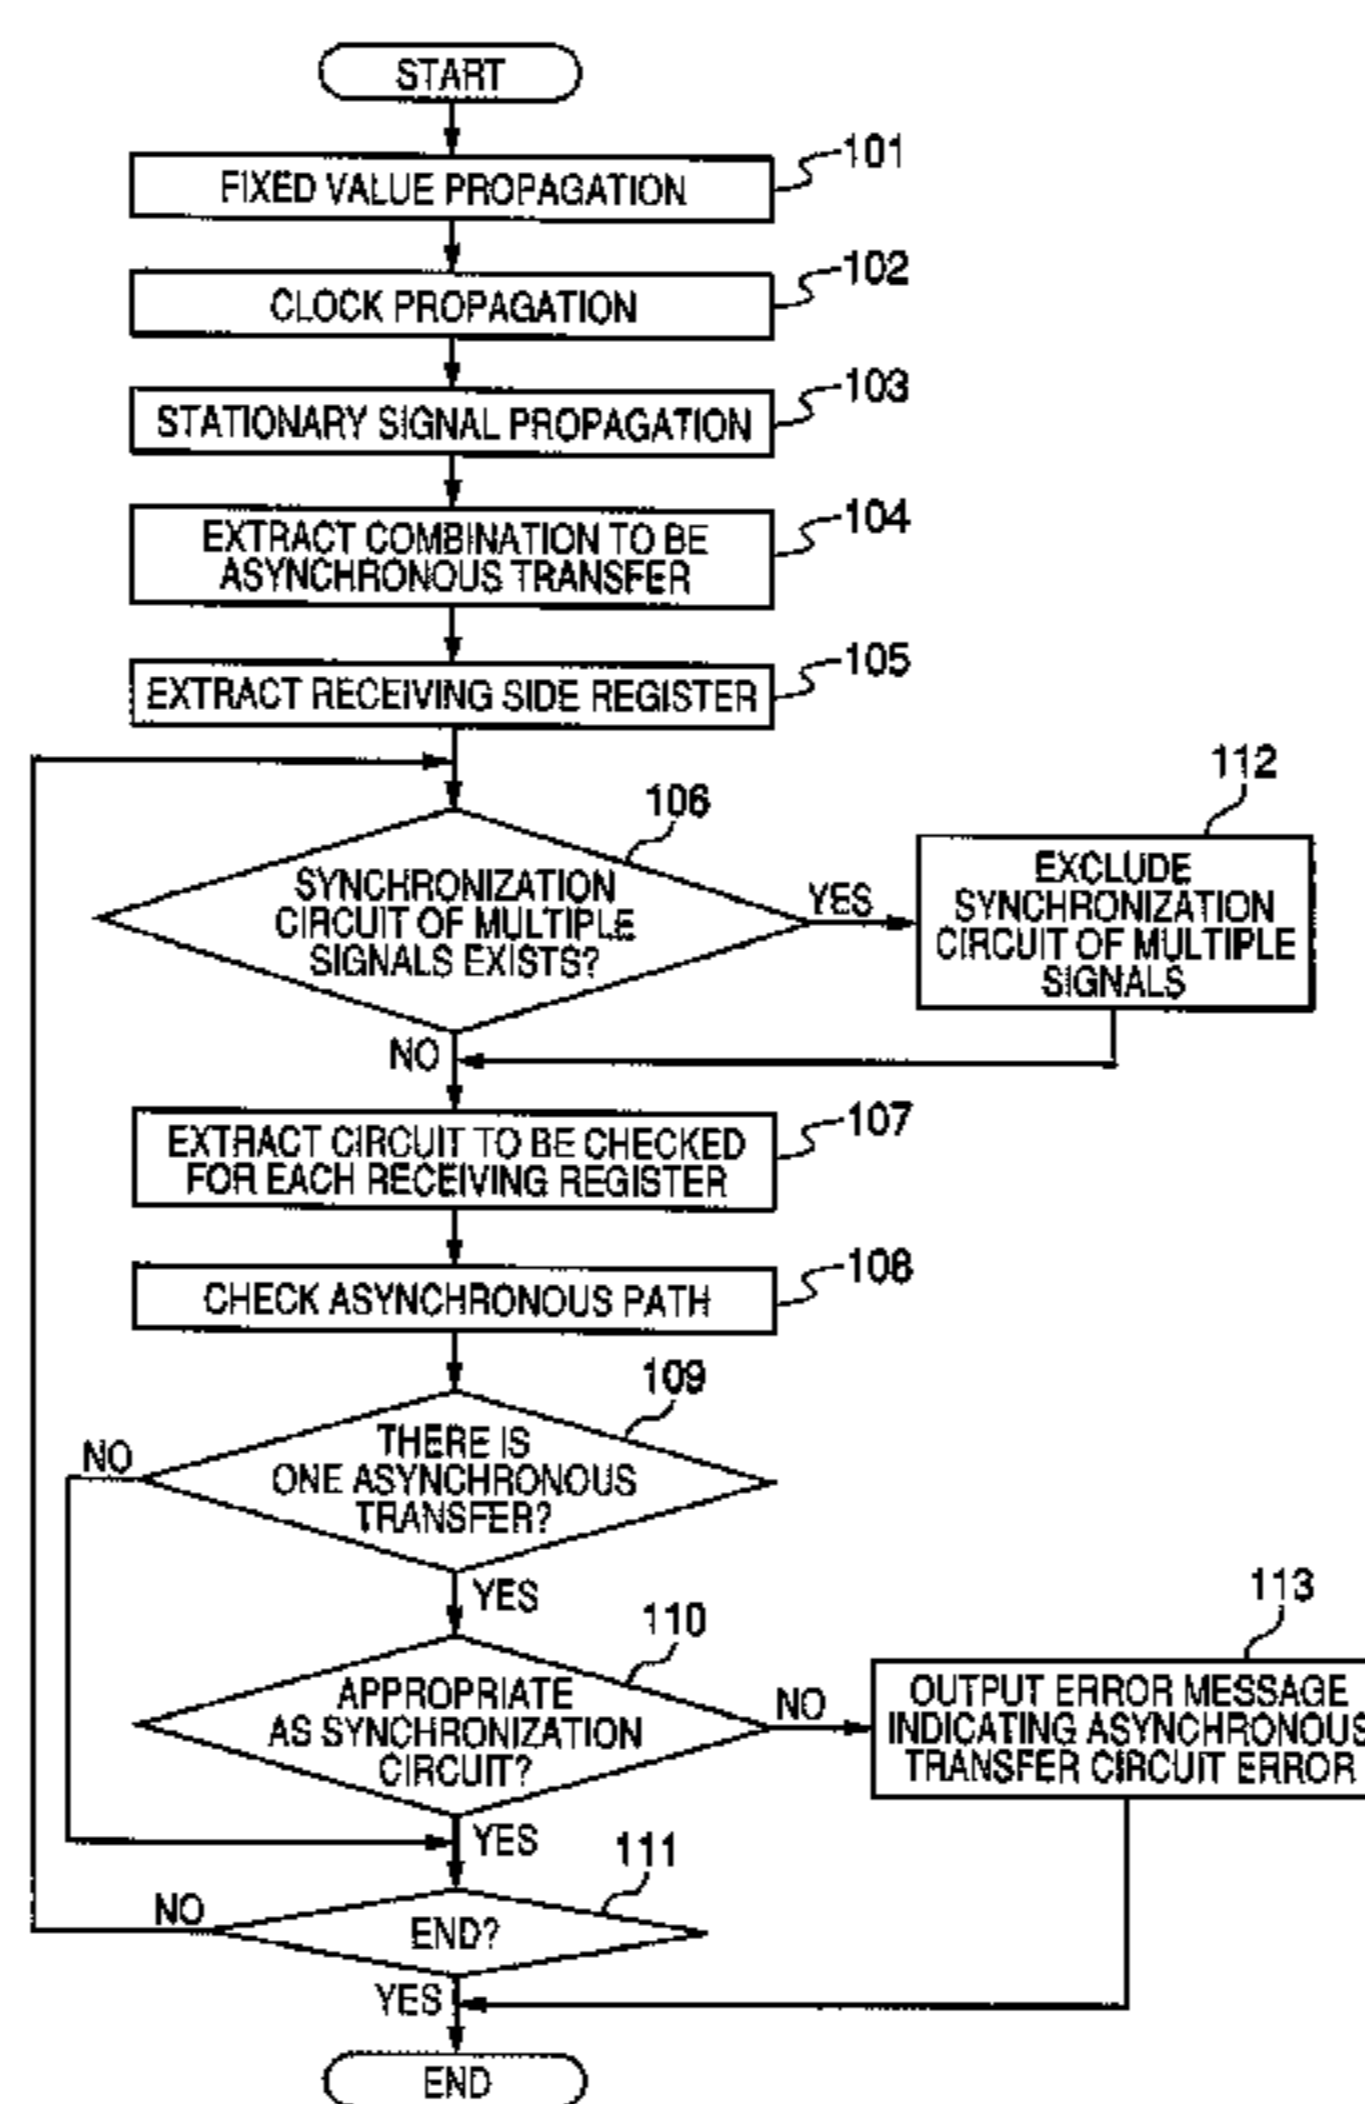 START
101
FIXED VALUE PROPAGATION
102
CLOCK PROPAGATION
103
STATIONARY SIGNAL PROPAGATION
104
EXTRACT COMBINATION TO BE
ASYNCHRONOUS TRANSFER
105
EXTRACT RECEIVING SIDE REGISTER
106
SYNCHRONIZATION
CIRCUIT OF MULTIPLE
SIGNALS EXISTS?
YES
112
EXCLUDE
SYNCHRONIZATION
CIRCUIT OF MULTIPLE
SIGNALS
NO
107
EXTRACT CIRCUIT TO BE CHECKED
FOR EACH RECEIVING REGISTER
108
CHECK ASYNCHRONOUS PATH
109
THERE IS
ONE ASYNCHRONOUS
TRANSFER?
NO
YES
110
APPROPRIATE
AS SYNCHRONIZATION
CIRCUIT?
NO
113
OUTPUT ERROR MESSAGE
INDICATING ASYNCHRONOUS
TRANSFER CIRCUIT ERROR
YES
111
END?
NO
YES
END